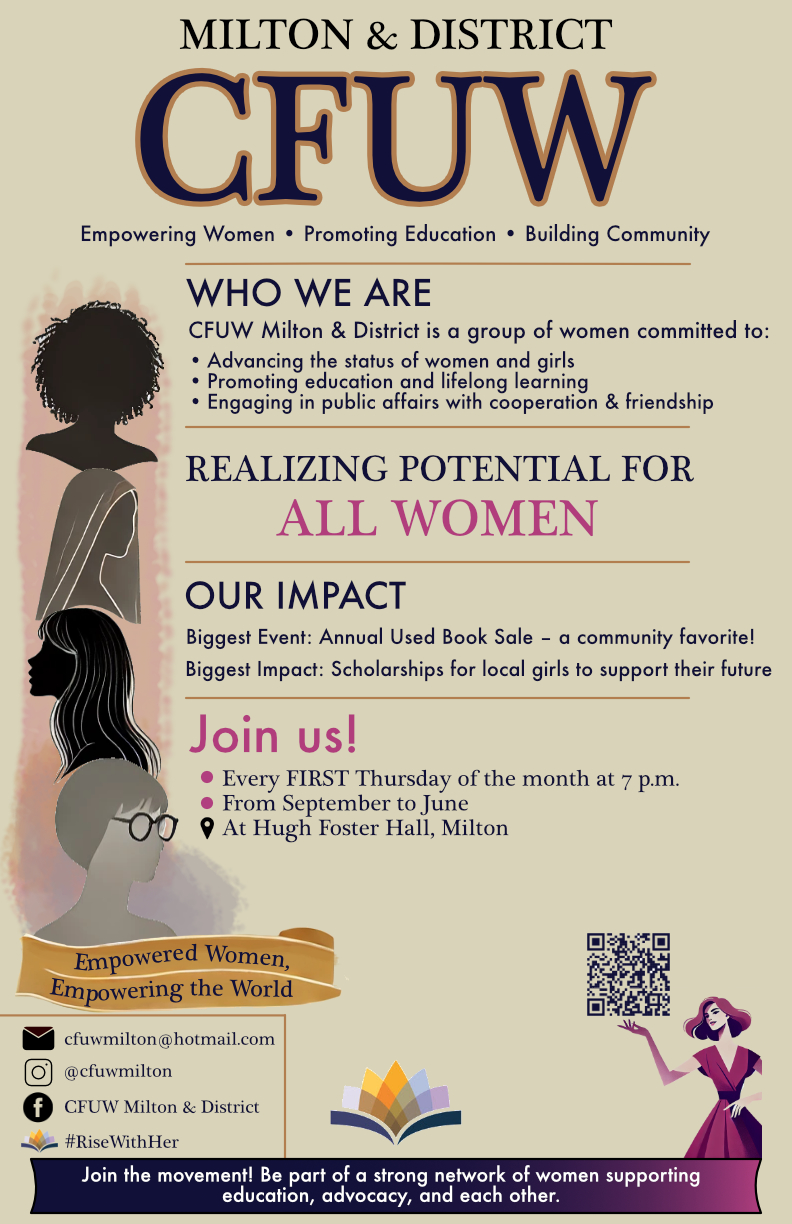 MILTON & DISTRICT
CFUW
Empowering Women • Promoting Education • Building Community
WHO WE ARE
CFUW Milton & District is a group of women committed to:
• Advancing the status of women and girls
• Promoting education and lifelong learning
• Engaging in public affairs with cooperation & friendship
REALIZING POTENTIAL FOR
ALL WOMEN
OUR IMPACT
Biggest Event: Annual Used Book Sale – a community favorite!
Biggest Impact: Scholarships for local girls to support their future
Join us!
Every FIRST Thursday of the month at 7 p.m.
From September to June
At Hugh Foster Hall, Milton
Empowered Women,
Empowering the World
cfuwmilton@hotmail.com
@cfuwmilton
CFUW Milton & District
#RiseWithHer
Join the movement! Be part of a strong network of women supporting
education, advocacy, and each other.